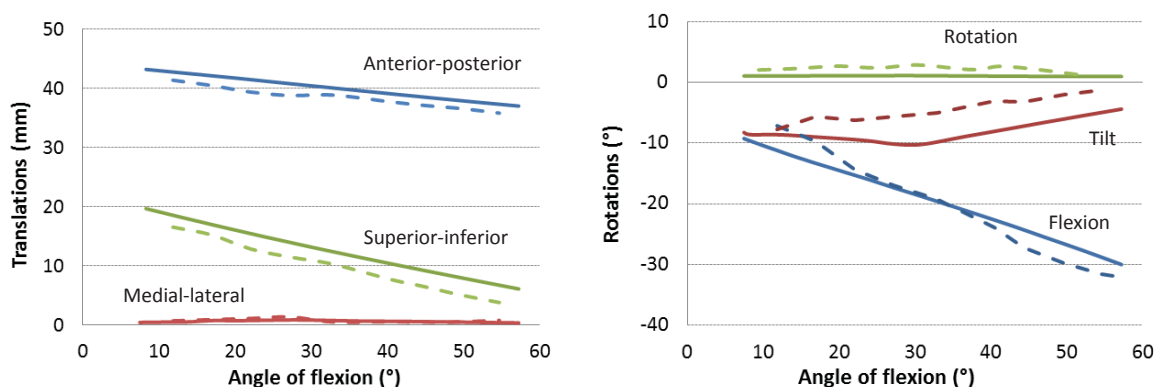 50
40
30
20
10
0
Translations (mm)
Anterior-posterior
Superior-inferior
Medial-lateral
0 10 20 30 40 50 60
Angle of flexion (°)
10
0
-10
-20
-30
-40
Rotations (°)
Rotation
Tilt
Flexion
0 10 20 30 40 50 60
Angle of flexion (°)